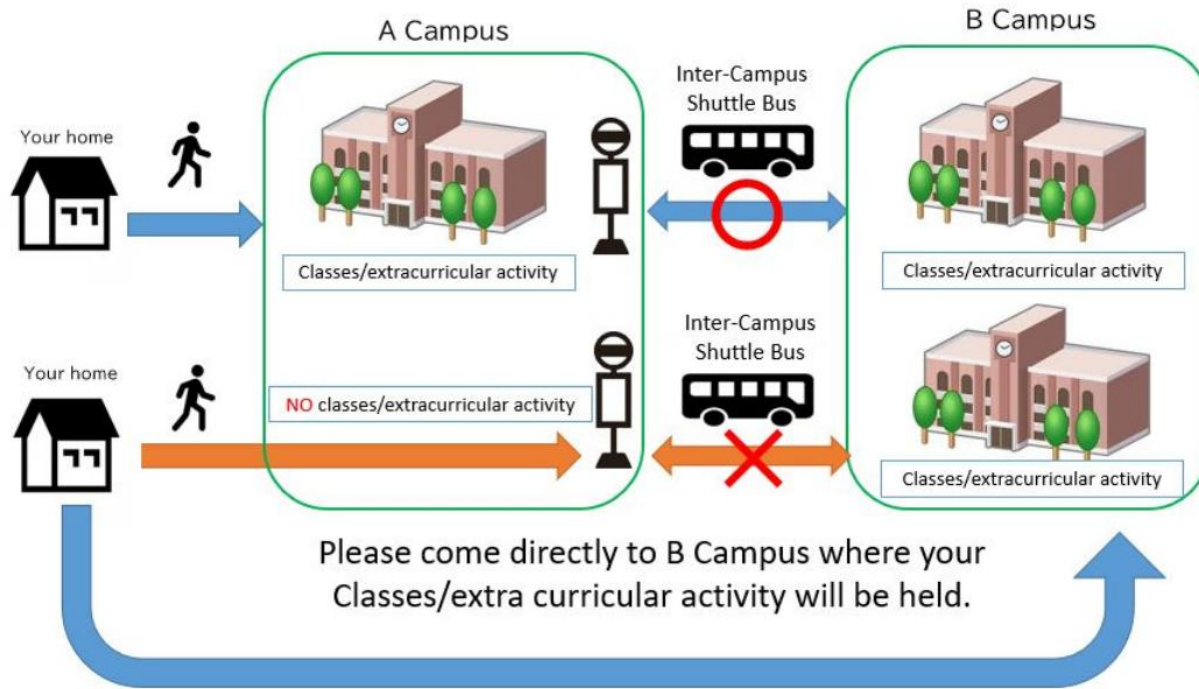 A Campus
B Campus
Inter-Campus
Shuttle Bus
Your home
Classes/extracurricular activity
Classes/extracurricular activity
Inter-Campus
Shuttle Bus
Your home
NO classes/extracurricular activity
Classes/extracurricular activity
Please come directly to B Campus where your
Classes/extra curricular activity will be held.